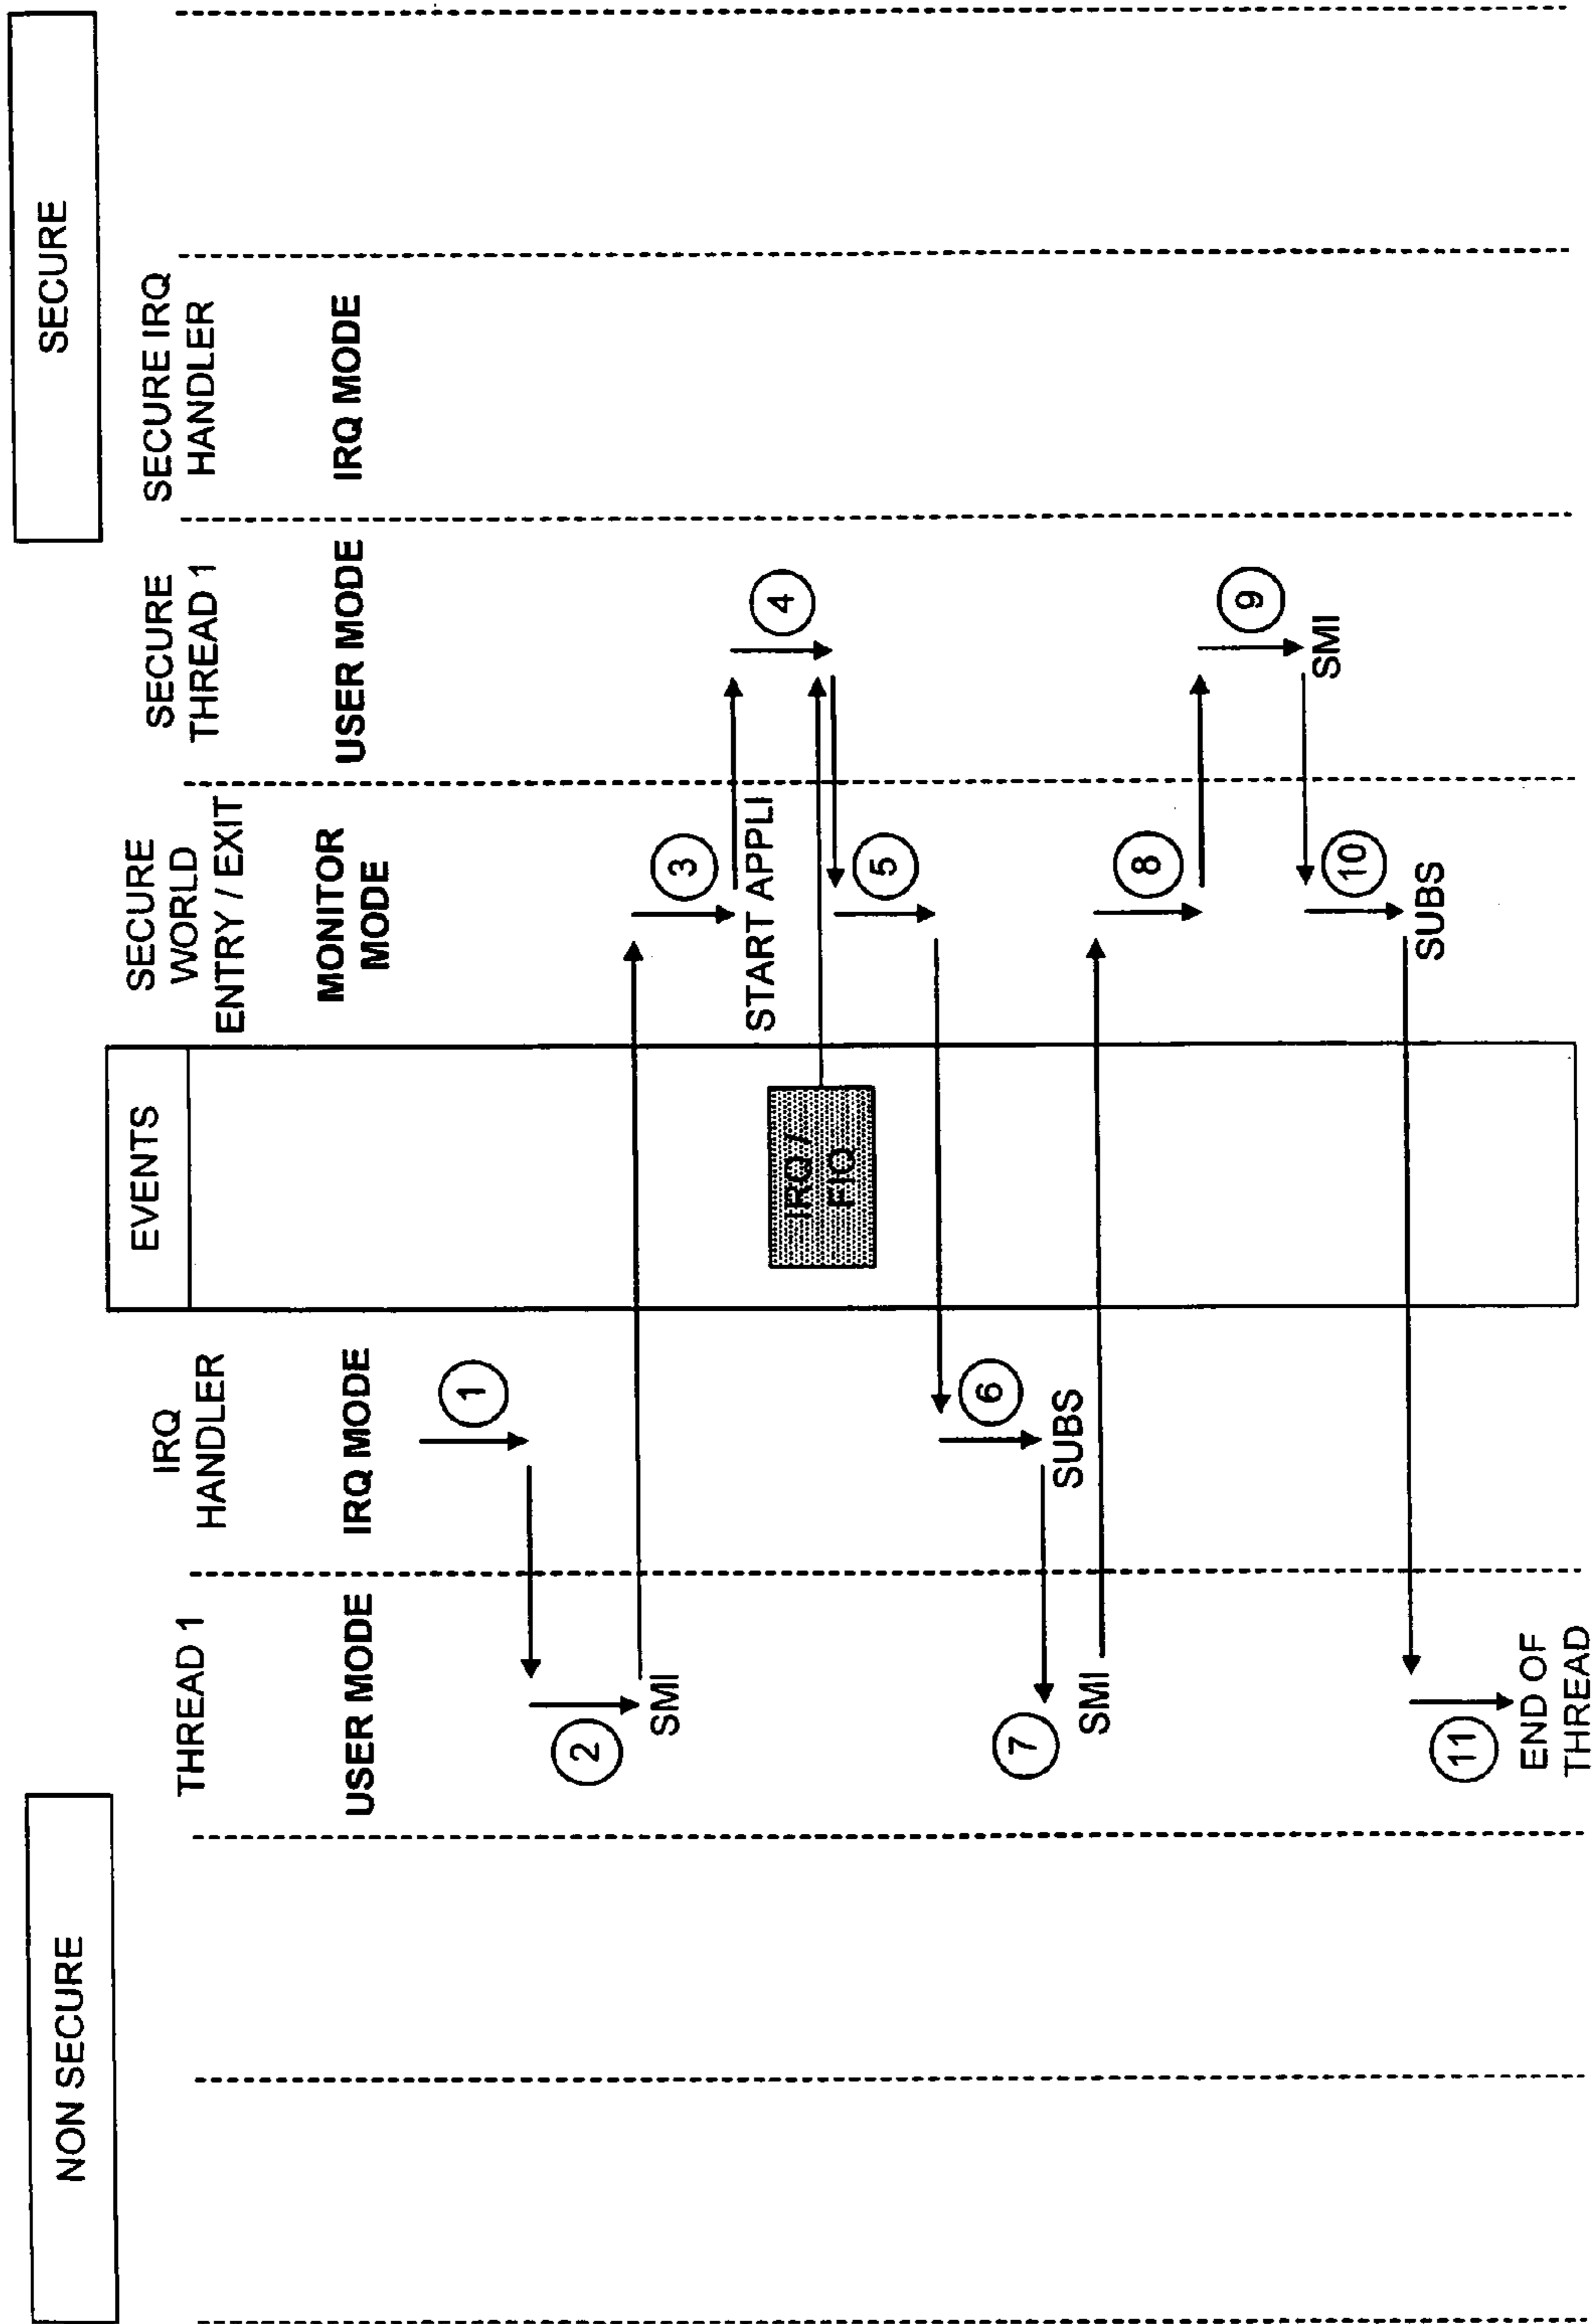 NON SECURE
SECURE
THREAD 1
USER MODE
IRQ
HANDLER
IRQ MODE
EVENTS
SECURE
WORLD
ENTRY / EXIT
MONITOR
MODE
SECURE
THREAD 1
USER MODE
SECURE IRQ
HANDLER
IRQ MODE
1
2
SMI
3
START APPLI
4
IRQ /
FIQ
5
6
SUBS
7
SMI
8
9
SMI
10
SUBS
11
END OF
THREAD